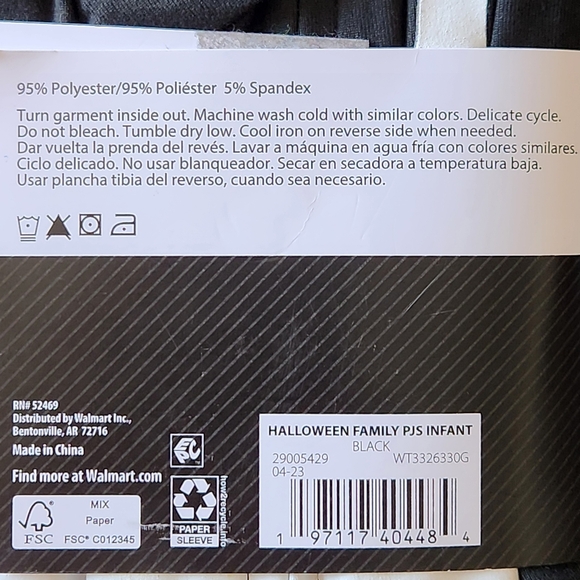 95% Polyester/95% Poliéster 5% Spandex
Turn garment inside out. Machine wash cold with similar colors. Delicate cycle.
Do not bleach. Tumble dry low. Cool iron on reverse side when needed.
Dar vuelta la prenda del revés. Lavar a máquina en agua fría con colores similares.
Ciclo delicado. No usar blanqueador. Secar en secadora a temperatura baja.
Usar plancha tibia del reverso, cuando sea necesario.
RN# 52469
Distributed by Walmart Inc.,
Bentonville, AR 72716
Made in China
Find more at Walmart.com
FSC
MIX
Paper
FSC® C012345
PAPER
SLEEVE
how2recycle.info
HALLOWEEN FAMILY PJS INFANT
BLACK
29005429 WT3326330G
04-23
1 97117 40448 4